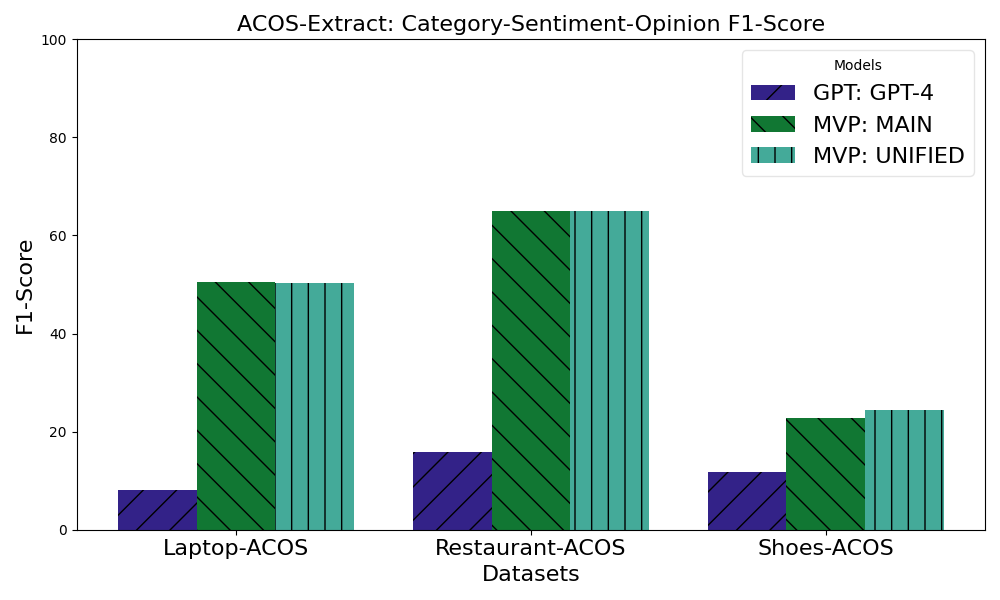 ACOS-Extract: Category-Sentiment-Opinion F1-Score
100
80
60
40
20
0
F1-Score
Models
GPT: GPT-4
MVP: MAIN
MVP: UNIFIED
Laptop-ACOS
Restaurant-ACOS
Shoes-ACOS
Datasets